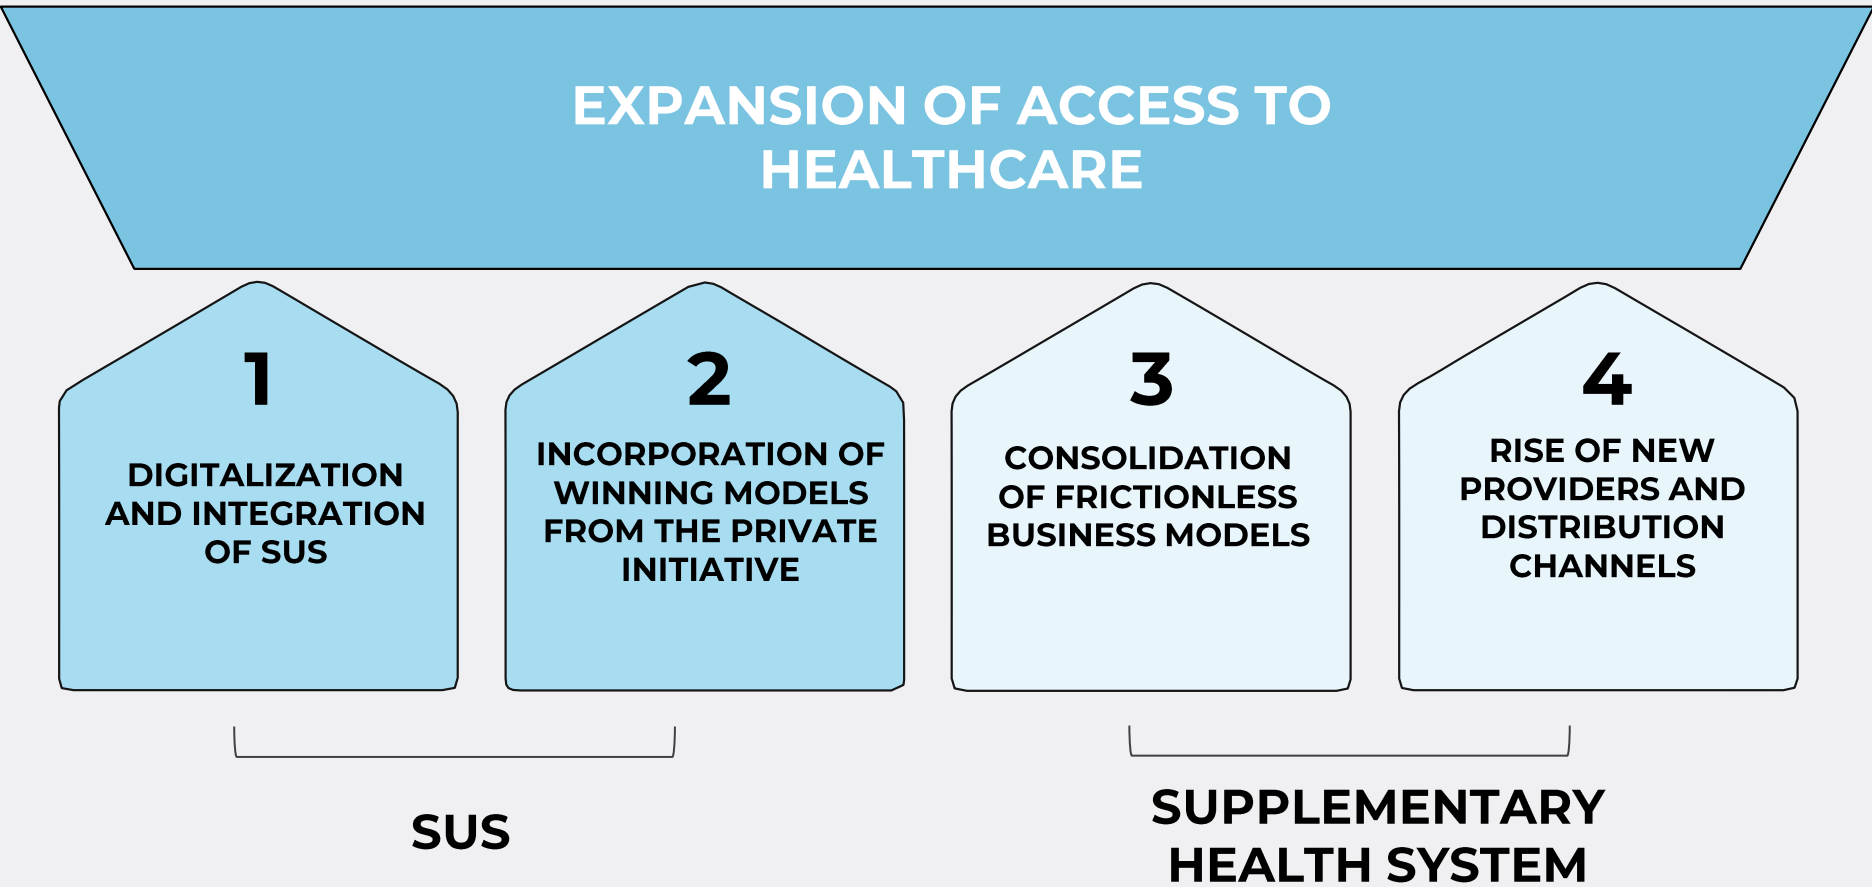 EXPANSION OF ACCESS TO
HEALTHCARE
1
DIGITALIZATION
AND INTEGRATION
OF SUS
2
INCORPORATION OF
WINNING MODELS
FROM THE PRIVATE
INITIATIVE
3
CONSOLIDATION
OF FRICTIONLESS
BUSINESS MODELS
4
RISE OF NEW
PROVIDERS AND
DISTRIBUTION
CHANNELS
SUS
SUPPLEMENTARY
HEALTH SYSTEM